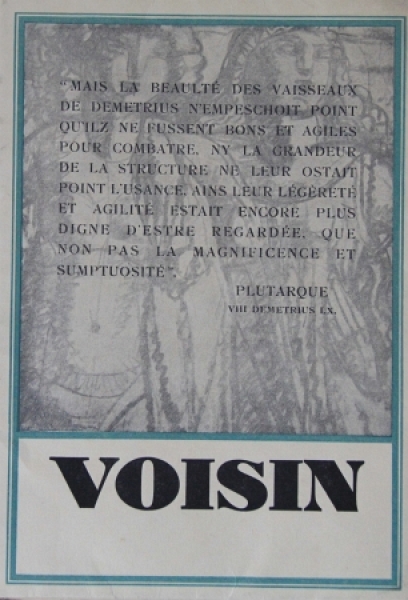 "MAIS LA BEAULTÉ DES VAISSEAUX
DE DEMETRIUS N'EMPESCHOIT POINT
QU'ILZ NE FUSSENT BONS ET AGILES
POUR COMBATRE, NY LA GRANDEUR
DE LA STRUCTURE NE LEUR OSTAIT
POINT L'USANCE, AINS LEUR LÉGÉRETÉ
ET AGILITÉ ESTAIT ENCORE PLUS
DIGNE D'ESTRE REGARDÉE, QUE
NON PAS LA MAGNIFICENCE ET
SUMPTUOSITÉ".
PLUTARQUE
VIII DEMETRIUS LX.
VOISIN